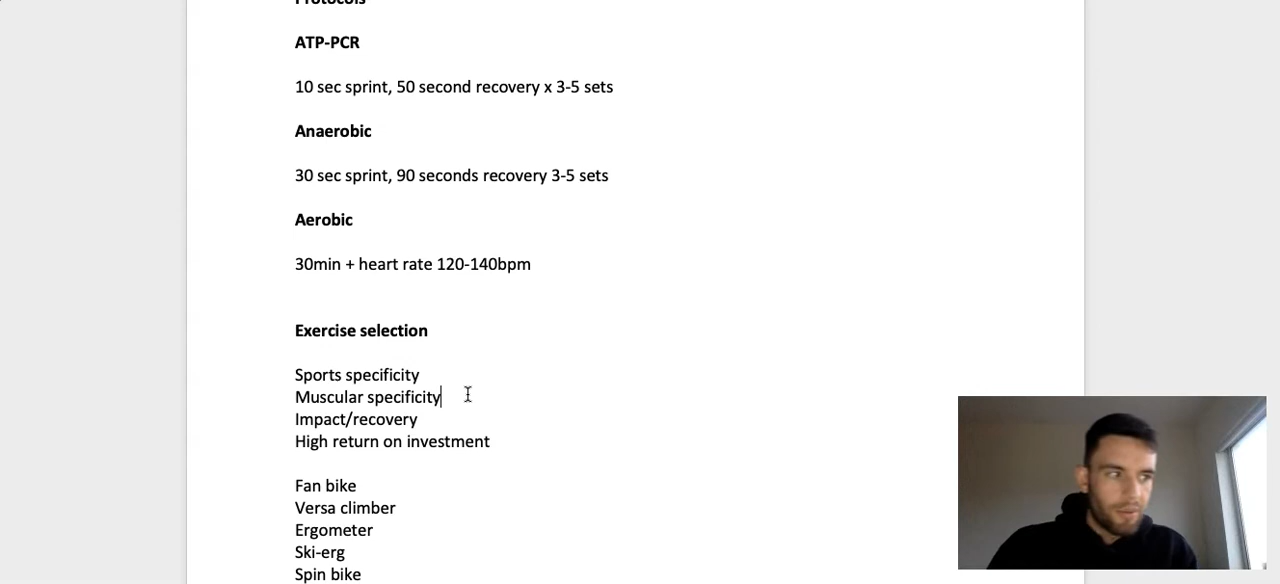 Protocols
ATP-PCR
10 sec sprint, 50 second recovery x 3-5 sets
Anaerobic
30 sec sprint, 90 seconds recovery 3-5 sets
Aerobic
30min + heart rate 120-140bpm
Exercise selection
Sports specificity
Muscular specificity
Impact/recovery
High return on investment
Fan bike
Versa climber
Ergometer
Ski-erg
Spin bike